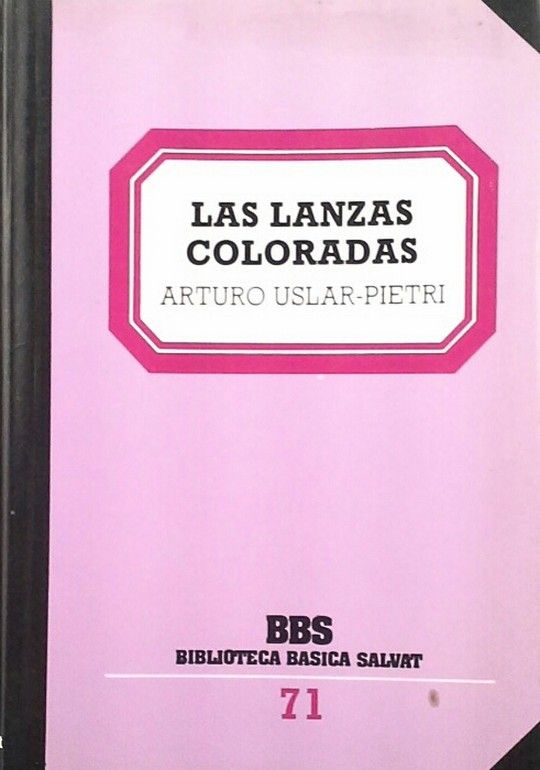 LAS LANZAS
COLORADAS
ARTURO USLAR-PIETRI
BBS
BIBLIOTECA BASICA SALVAT
71